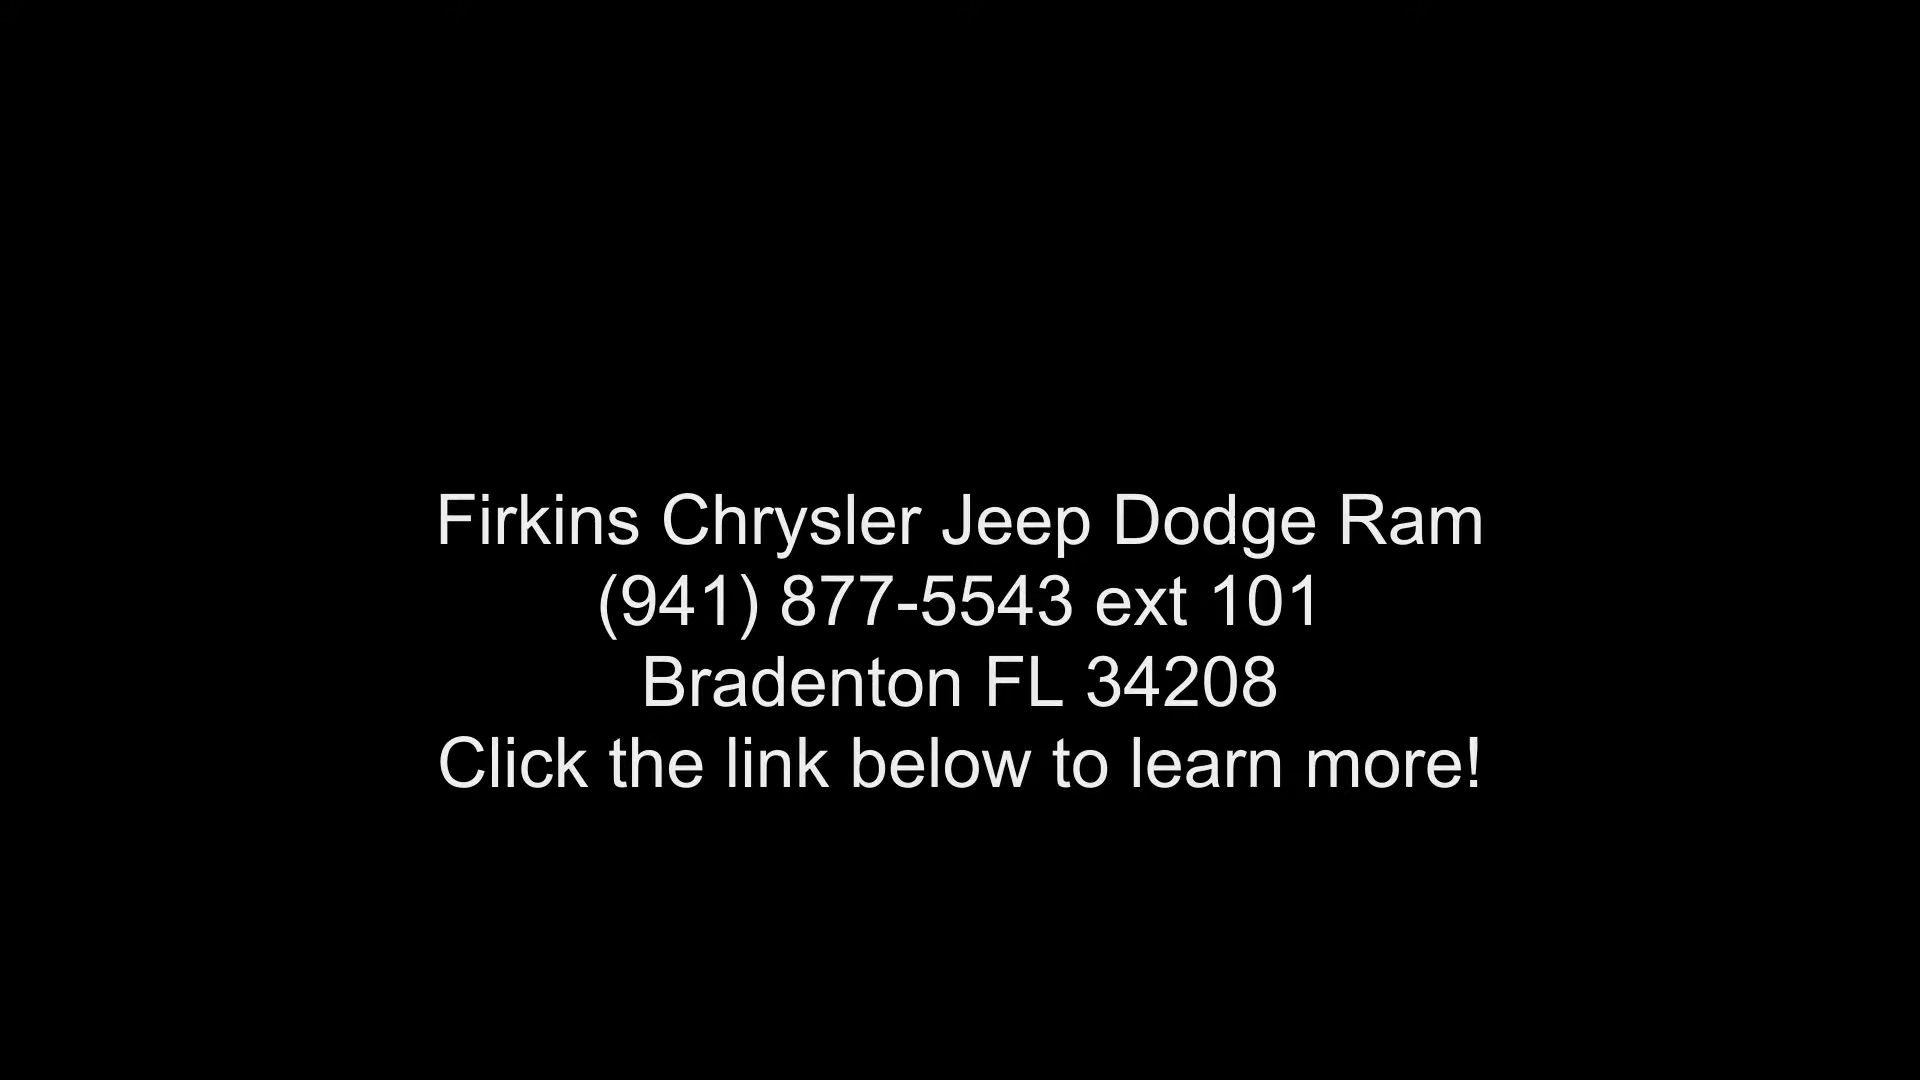 Firkins Chrysler Jeep Dodge Ram
(941) 877-5543 ext 101
Bradenton FL 34208
Click the link below to learn more!